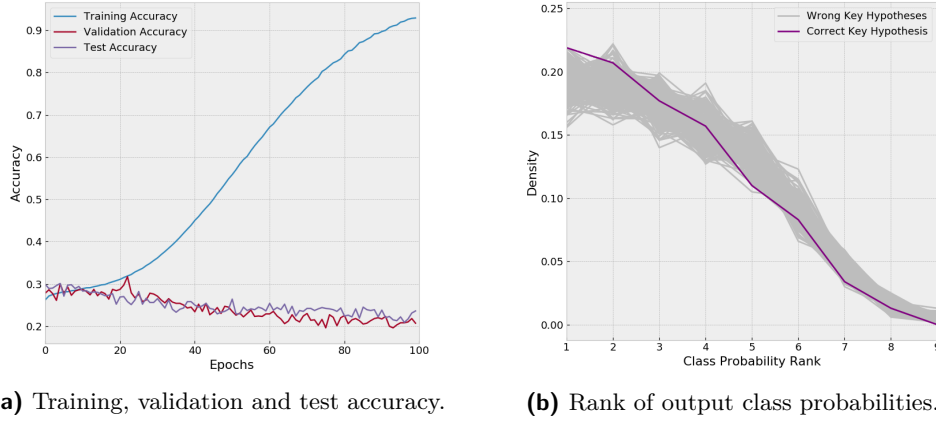 Training Accuracy
Validation Accuracy
Test Accuracy
0.9
0.8
0.7
0.6
0.5
0.4
0.3
0.2
Accuracy
0 20 40 60 80 100
Epochs
Wrong Key Hypotheses
Correct Key Hypothesis
0.25
0.20
0.15
0.10
0.05
0.00
Density
1 2 3 4 5 6 7 8 9
Class Probability Rank
a) Training, validation and test accuracy.
(b) Rank of output class probabilities.